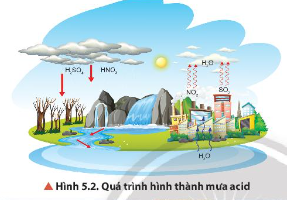 H₂O
H₂SO₄ HNO₃
NO₂ SO₂
H₂O
▲ Hình 5.2. Quá trình hình thành mưa acid